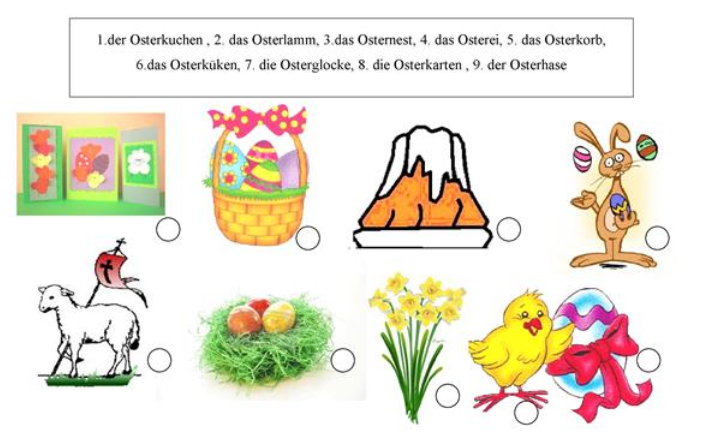 1.der Osterkuchen , 2. das Osterlamm, 3.das Osternest, 4. das Osterei, 5. das Osterkorb,
6.das Osterküken, 7. die Osterglocke, 8. die Osterkarten , 9. der Osterhase